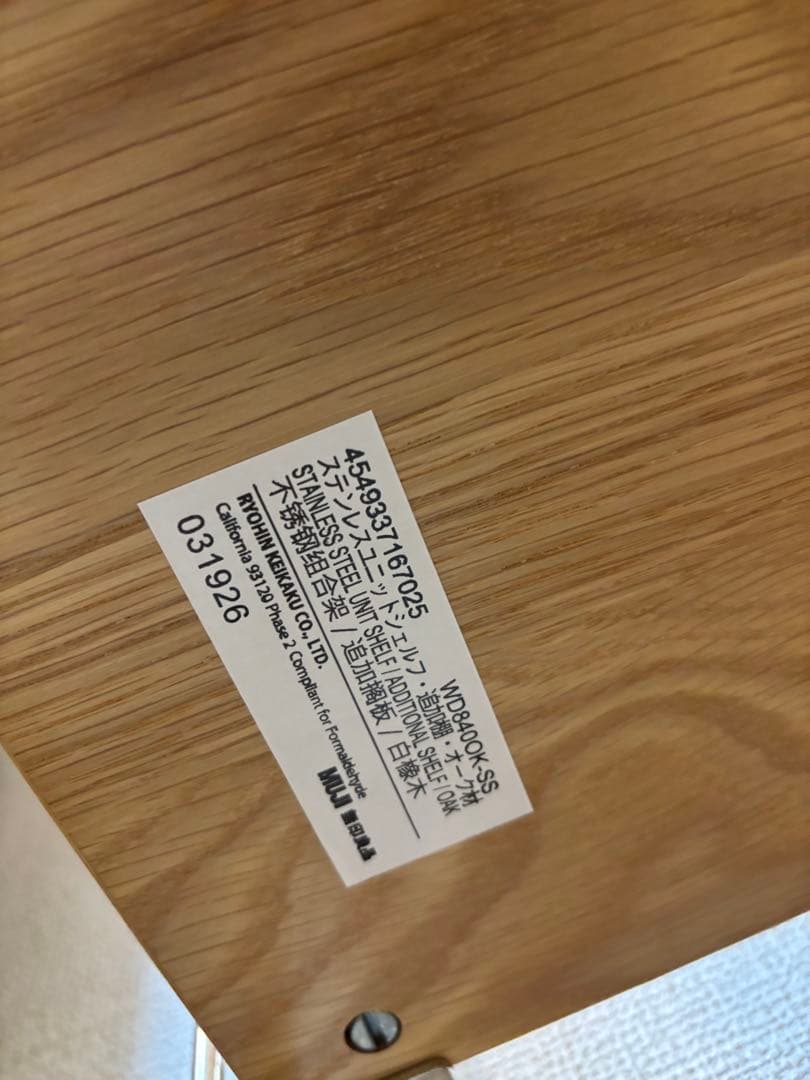 4549337167025 WD840OK-SS
ステンレスユニットシェルフ・追加棚・オーク材
STAINLESS STEEL UNIT SHELF / ADDITIONAL SHELF / OAK
不锈钢组合架 / 追加搁板 / 白橡木
RYOHIN KEIKAKU CO., LTD.
California 93120 Phase 2 Compliant for Formaldehyde
031926 MUJI 無印良品